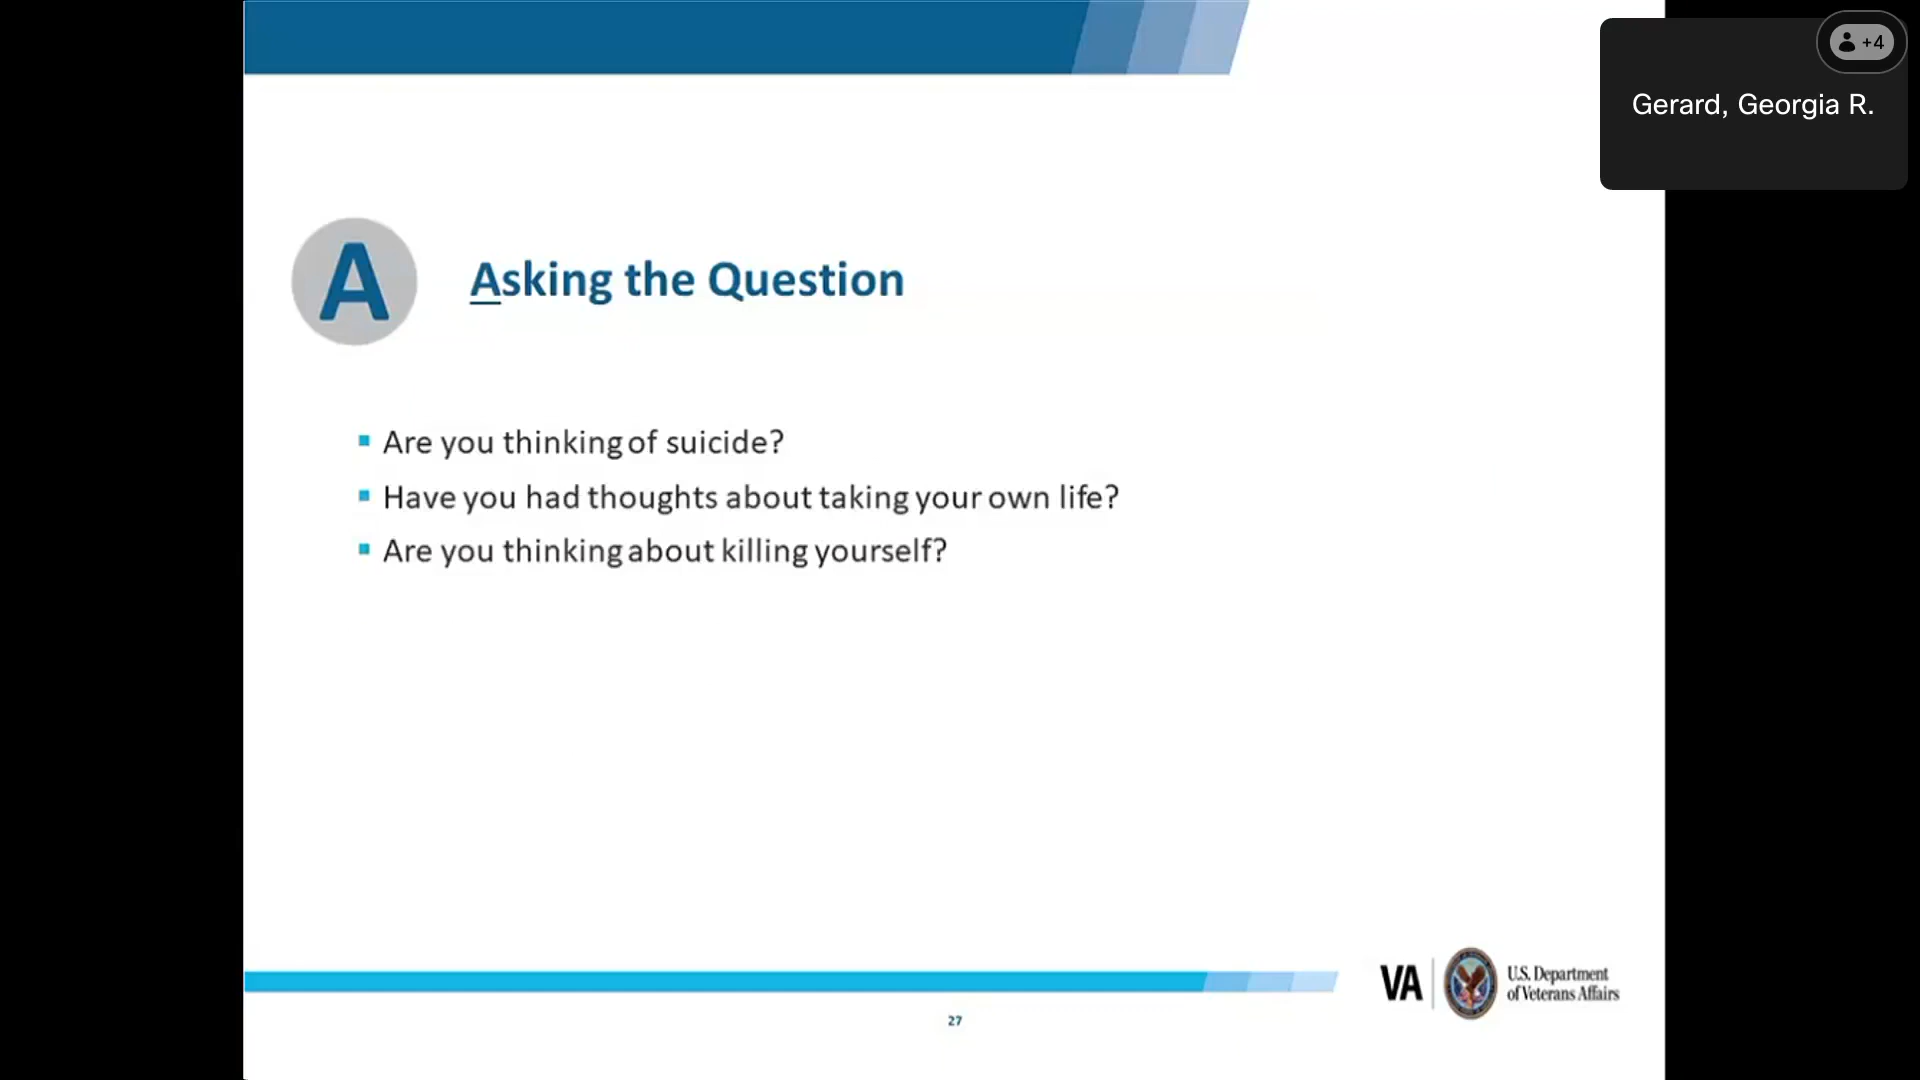 +4
Gerard, Georgia R.
A
Asking the Question
Are you thinking of suicide?
Have you had thoughts about taking your own life?
Are you thinking about killing yourself?
VA
U.S. Department
of Veterans Affairs
27